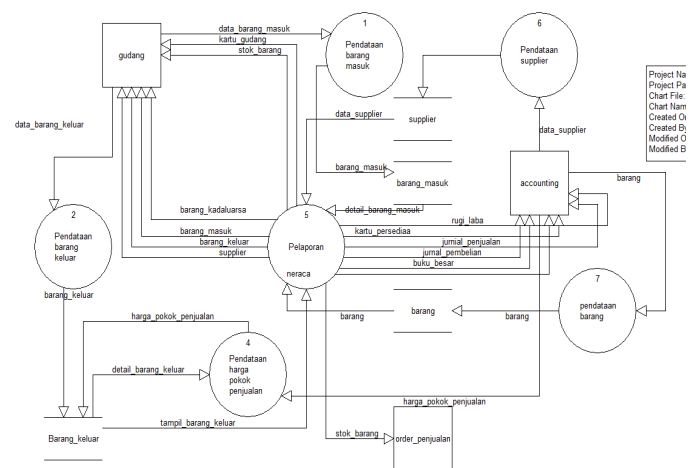 data_barang_masuk
kartu_gudang
stok_barang
gudang
1
Pendataan
barang
masuk
6
Pendataan
supplier
Project Na
Project Pa
Chart File:
Chart Nam
Created On
Created By
Modified O
Modified B
data_barang_keluar
data_supplier
supplier
data_supplier
barang_masuk
barang_masuk
accounting
barang
2
Pendataan
barang
keluar
barang_kadaluarsa
barang_masuk
barang_keluar
supplier
5
Pelaporan
neraca
detail_barang_masuk
rugi_laba
kartu_persediaa
jurnial_penjualan
jurnal_pembelian
buku_besar
7
pendataan
barang
barang_keluar
barang
barang
barang
harga_pokok_penjualan
4
Pendataan
harga
pokok
penjualan
detail_barang_keluar
harga_pokok_penjualan
tampil_barang_keluar
Barang_keluar
stok_barang
order_penjualan